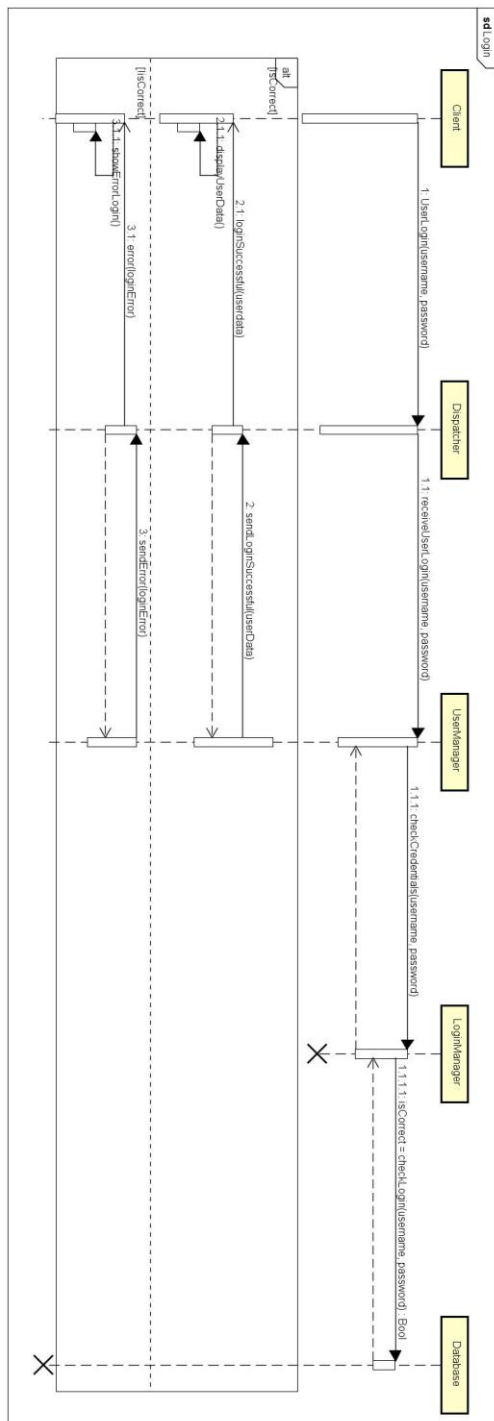 sd Login
Client
Dispatcher
UserManager
LoginManager
Database
1: UserLogin(username, password)
1.1: receiveUserLogin(username, password)
1.1.1: checkCredentials(username, password)
1.1.1.1: isCorrect = checkLogin(username, password) : Bool
alt
[isCorrect]
2: sendLoginSuccessful(userData)
2.1: loginSuccessful(userdata)
2.1.1: displayUserData()
[!isCorrect]
3: sendError(loginError)
3.1: error(loginError)
3.1.1: showErrorLogin()